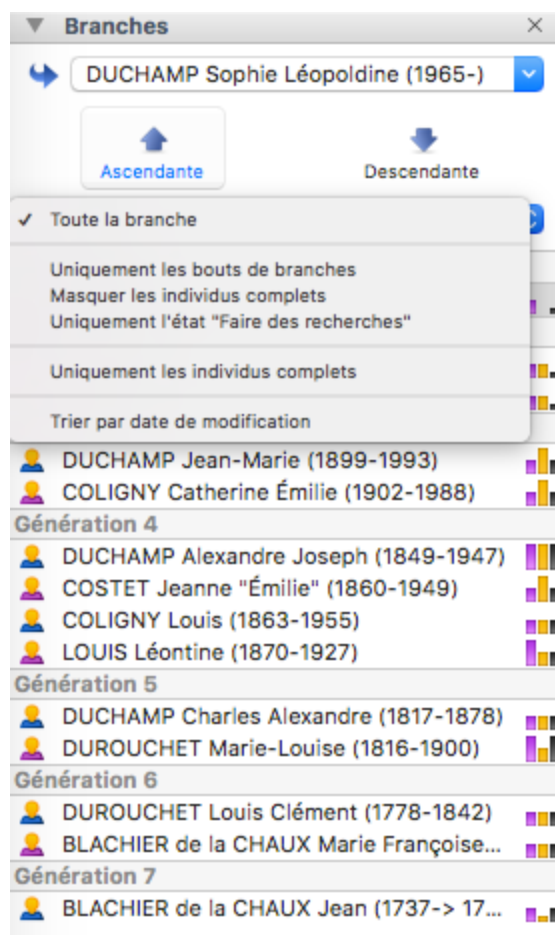 Branches
DUCHAMP Sophie Léopoldine (1965-)
Ascendante
Descendante
Toute la branche
Uniquement les bouts de branches
Masquer les individus complets
Uniquement l'état "Faire des recherches"
Uniquement les individus complets
Trier par date de modification
DUCHAMP Jean-Marie (1899-1993)
COLIGNY Catherine Émilie (1902-1988)
Génération 4
DUCHAMP Alexandre Joseph (1849-1947)
COSTET Jeanne "Émilie" (1860-1949)
COLIGNY Louis (1863-1955)
LOUIS Léontine (1870-1927)
Génération 5
DUCHAMP Charles Alexandre (1817-1878)
DUROUCHET Marie-Louise (1816-1900)
Génération 6
DUROUCHET Louis Clément (1778-1842)
BLACHIER de la CHAUX Marie Françoise...
Génération 7
BLACHIER de la CHAUX Jean (1737-> 17...